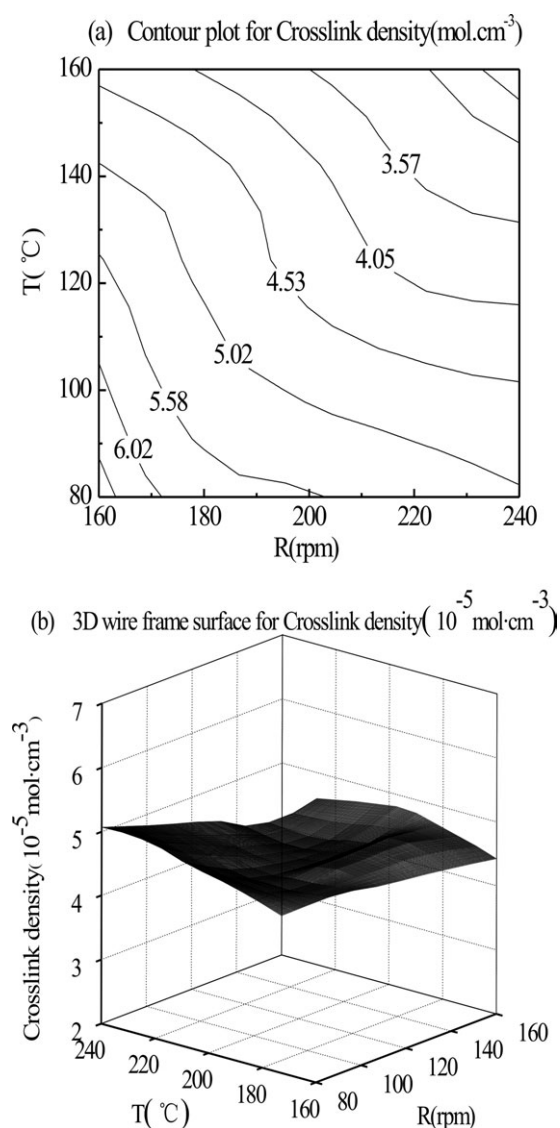 (a) Contour plot for Crosslink density(mol.cm⁻³)
160
140
120
100
80
T(℃)
3.57
4.05
4.53
5.02
5.58
6.02
160 180 200 220 240
R(rpm)
(b) 3D wire frame surface for Crosslink density( 10⁻⁵ mol·cm⁻³)
7
6
5
4
3
2
Crosslink density( 10⁻⁵ mol·cm⁻³)
240 220 200 180 160
T( ℃)
80 100 120 140 160
R(rpm)